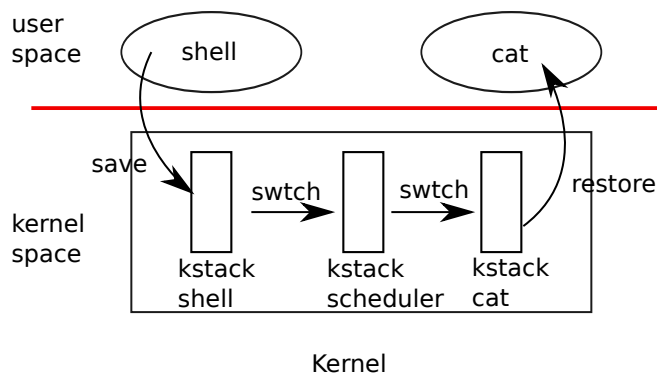 user
space
shell
cat
save
swtch
swtch
restore
kernel
space
kstack
shell
kstack
scheduler
kstack
cat
Kernel